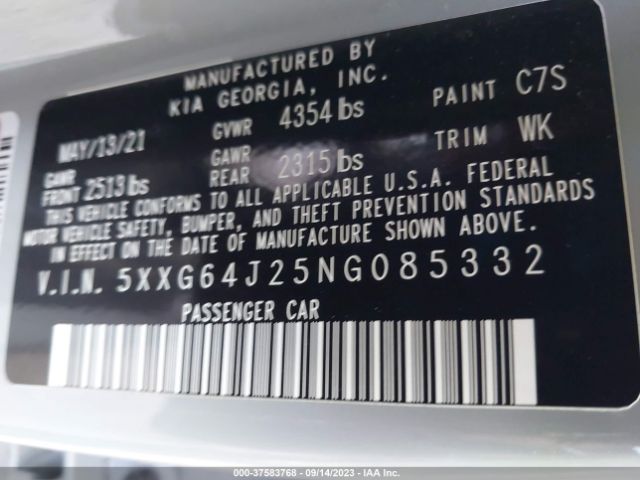 MANUFACTURED BY
KIA GEORGIA, INC.
MAY/13/21 GVWR 4354 lbs PAINT C7S
GAWR FRONT 2513 lbs GAWR REAR 2315 lbs TRIM WK
THIS VEHICLE CONFORMS TO ALL APPLICABLE U.S.A. FEDERAL
MOTOR VEHICLE SAFETY, BUMPER, AND THEFT PREVENTION STANDARDS
IN EFFECT ON THE DATE OF MANUFACTURE SHOWN ABOVE.
V.I.N. 5XXG64J25NG085332
PASSENGER CAR
000-37583768 - 09/14/2023 - IAA Inc.